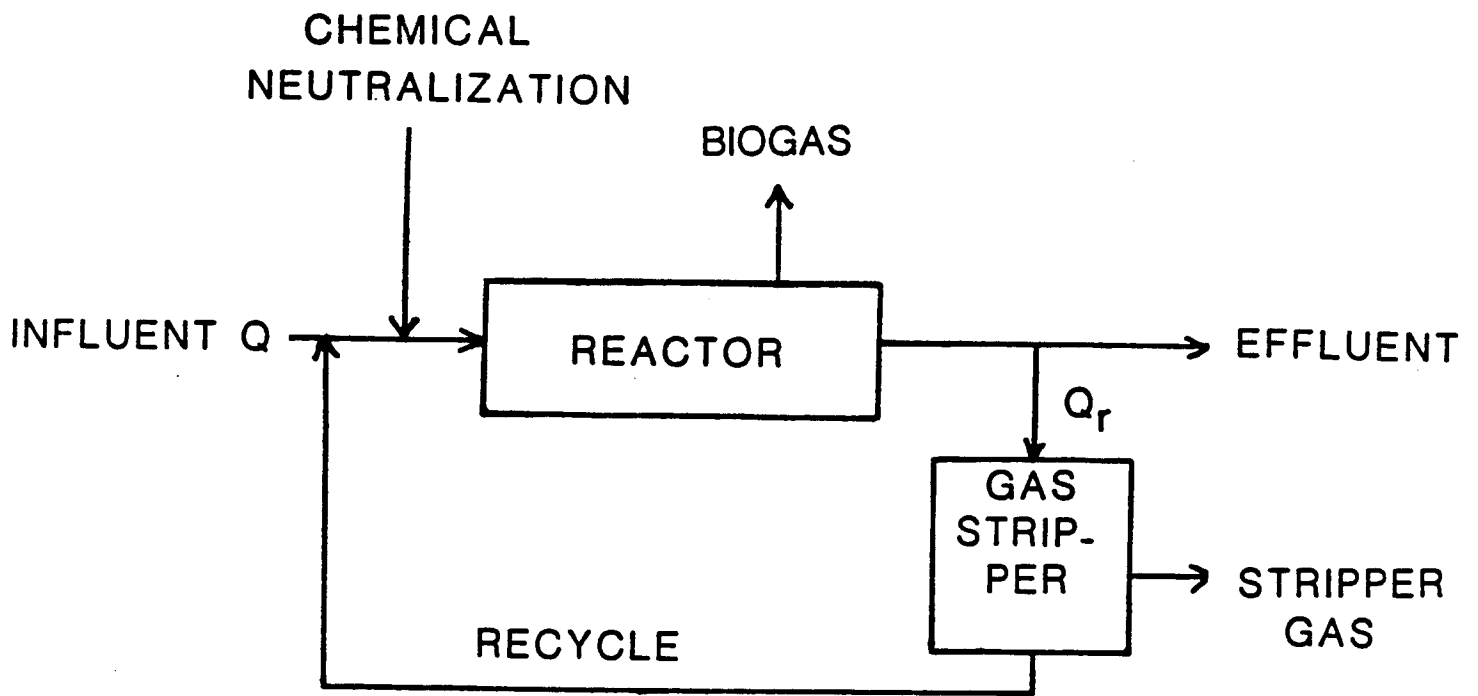 CHEMICAL
NEUTRALIZATION
BIOGAS
INFLUENT Q
REACTOR
EFFLUENT
Qr
GAS
STRIP-
PER
STRIPPER
GAS
RECYCLE